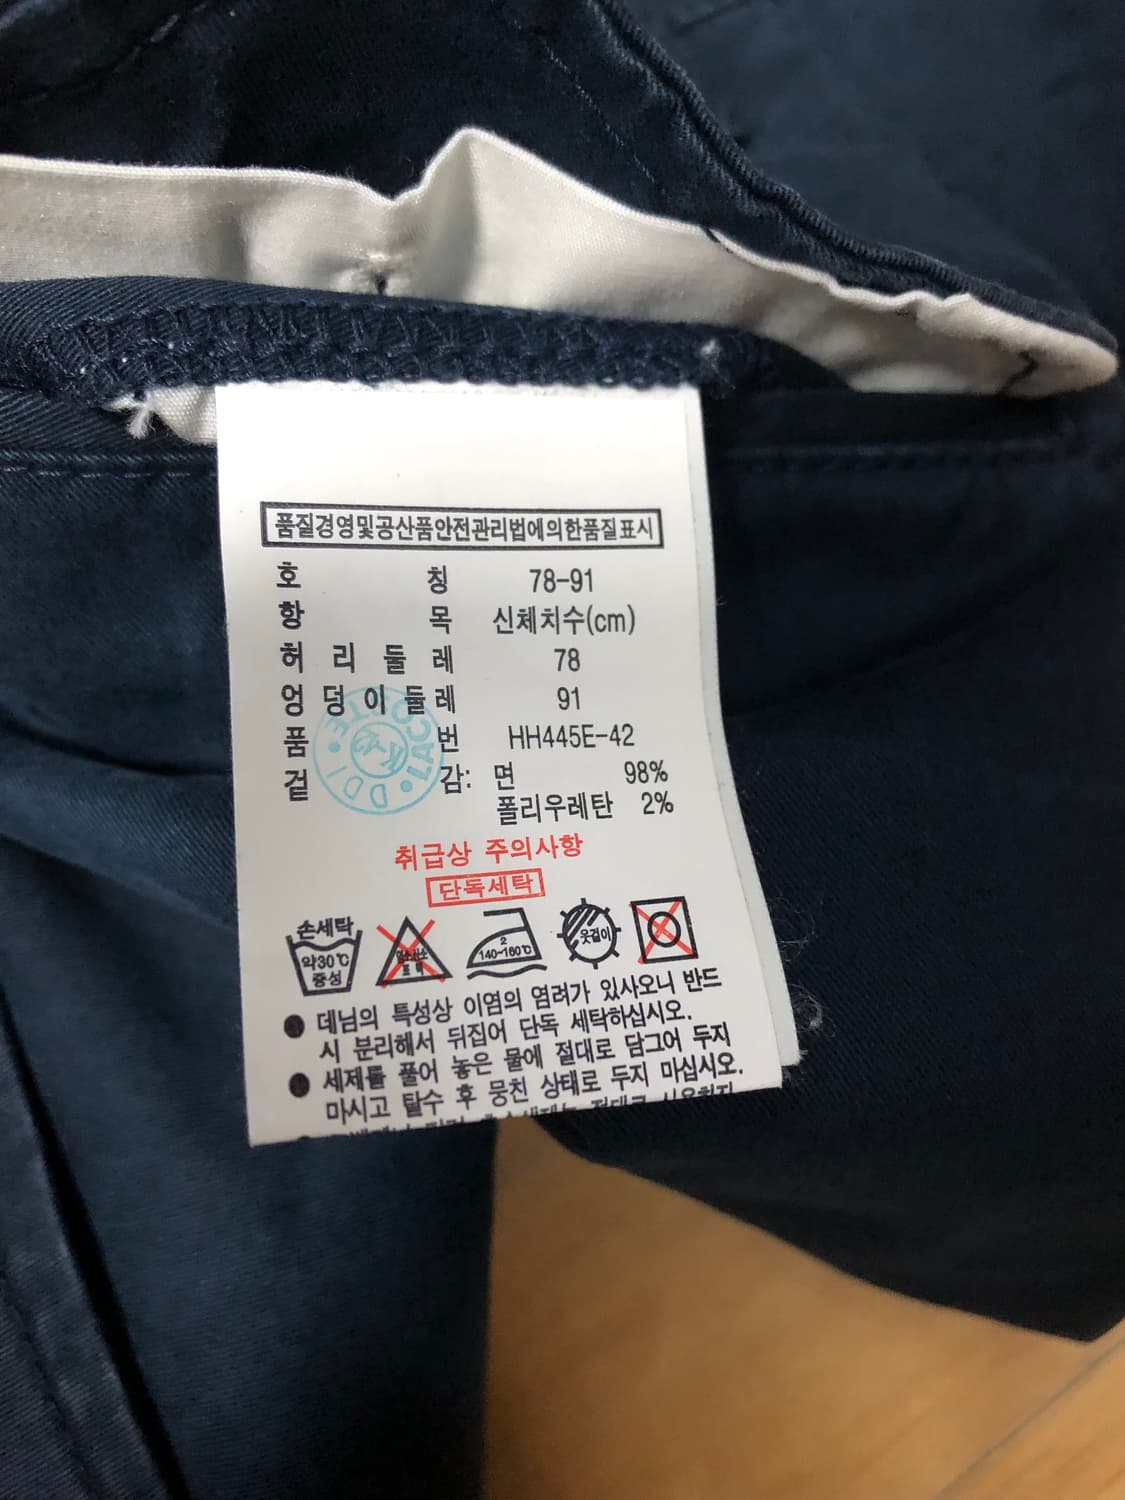 품질경영및공산품안전관리법에의한품질표시
호 칭 78-91
항 목 신체치수(cm)
허 리 둘 레 78
엉 덩 이 둘 레 91
품 번 HH445E-42
겉 감: 면 98%
폴리우레탄 2%
취급상 주의사항
단독세탁
손세탁
약30℃
중성
2
140~160℃
옷걸이
● 데님의 특성상 이염의 염려가 있사오니 반드
시 분리해서 뒤집어 단독 세탁하십시오.
● 세제를 풀어 놓은 물에 절대로 담그어 두지
마시고 탈수 후 뭉친 상태로 두지 마십시오.